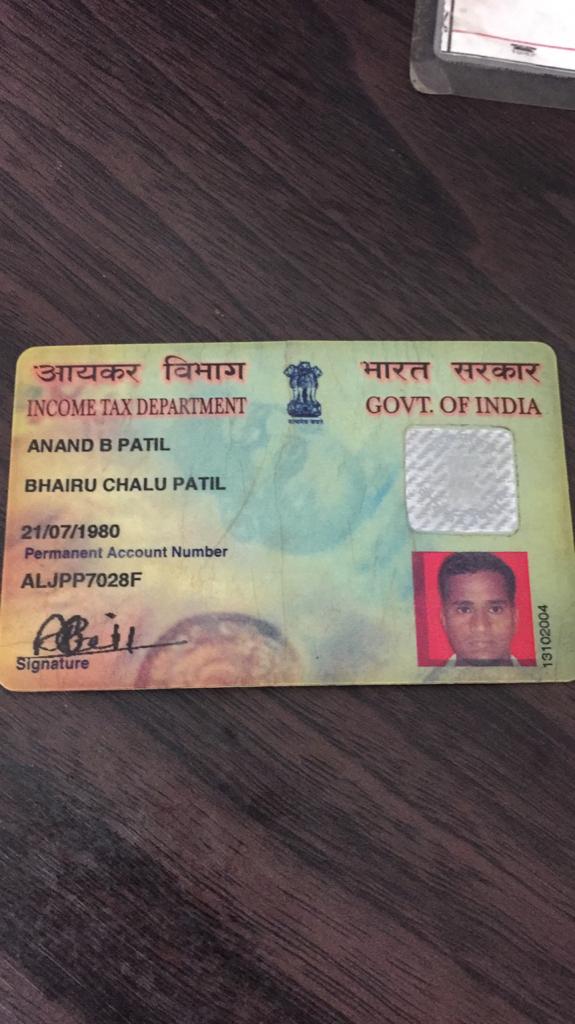 आयकर विभाग
INCOME TAX DEPARTMENT
भारत सरकार
GOVT. OF INDIA
ANAND B PATIL
BHAIRU CHALU PATIL
21/07/1980
Permanent Account Number
ALJPP7028F
Signature
13102004